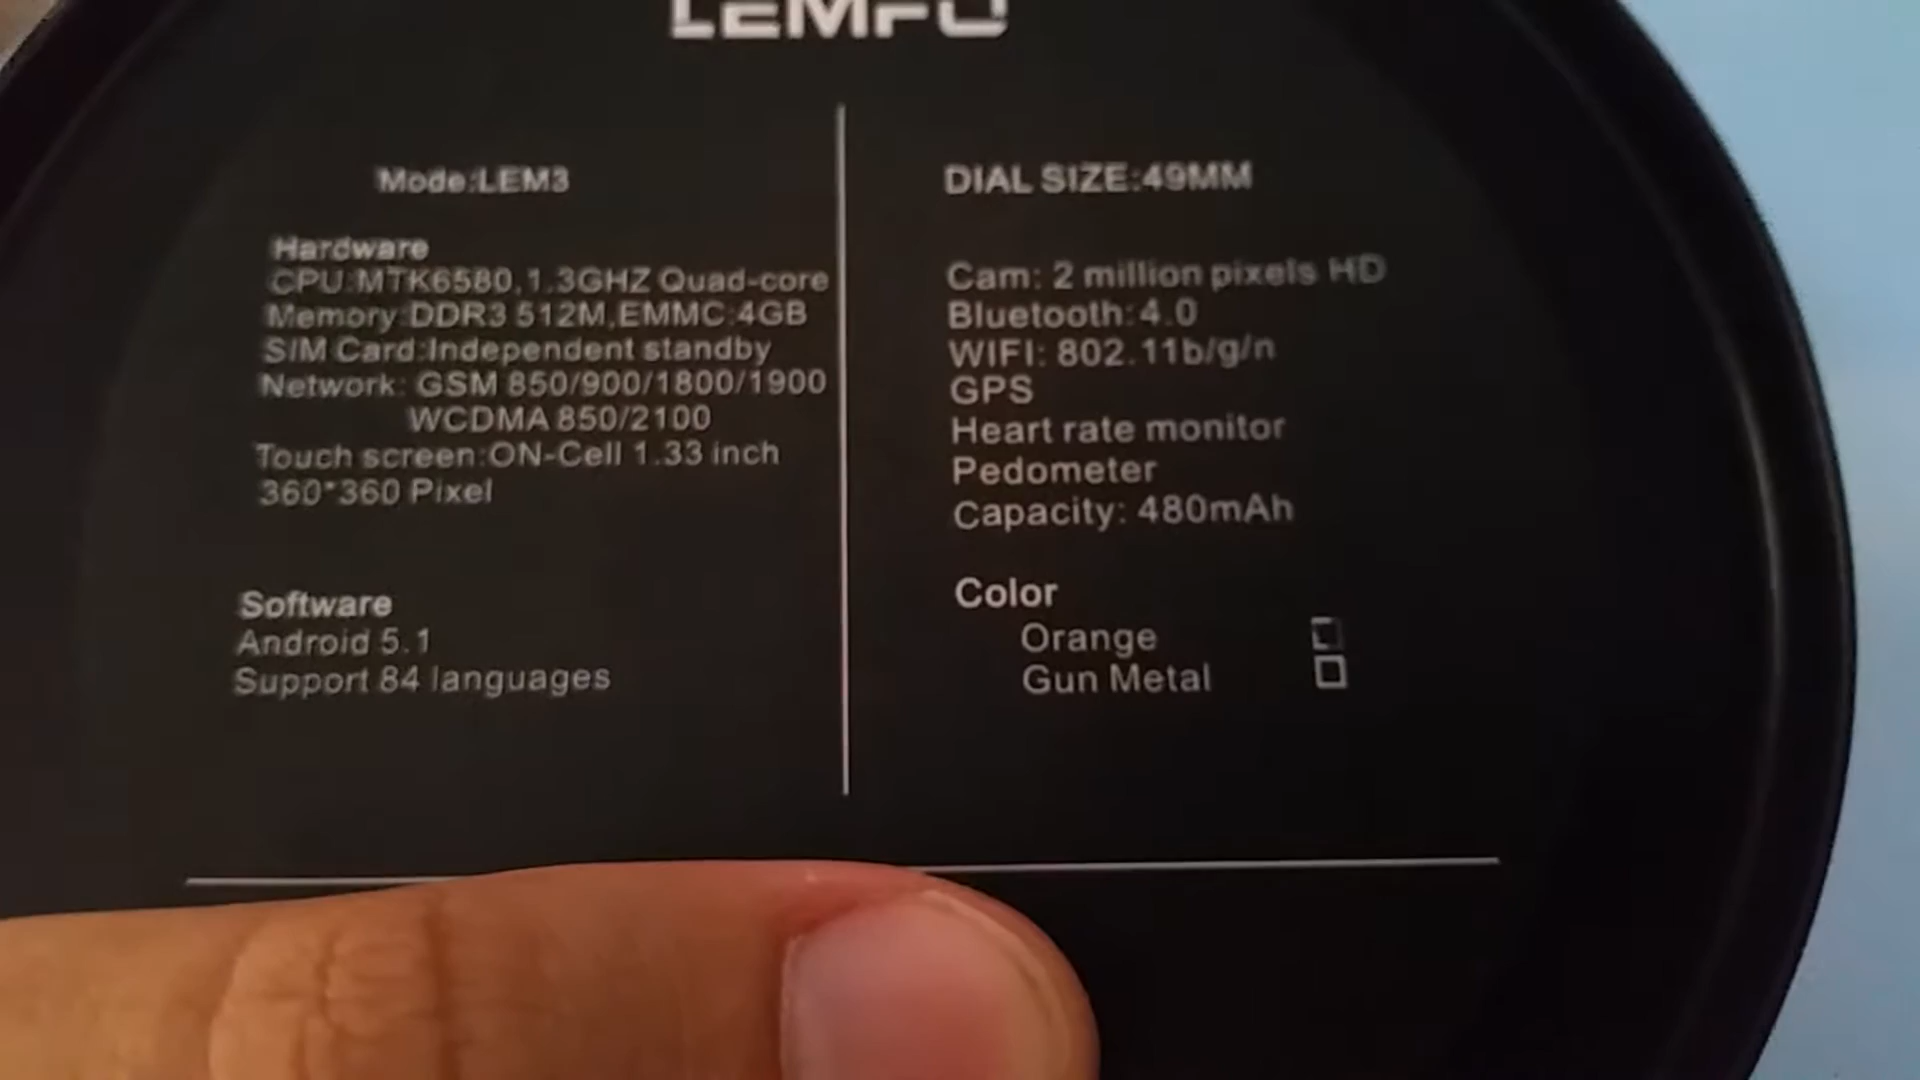 LEMFO
Mode:LEM3
Hardware
CPU:MTK6580,1.3GHZ Quad-core
Memory:DDR3 512M,EMMC:4GB
SIM Card:Independent standby
Network: GSM 850/900/1800/1900
WCDMA 850/2100
Touch screen:ON-Cell 1.33 inch
360*360 Pixel
Software
Android 5.1
Support 84 languages
DIAL SIZE:49MM
Cam: 2 million pixels HD
Bluetooth:4.0
WIFI: 802.11b/g/n
GPS
Heart rate monitor
Pedometer
Capacity: 480mAh
Color
Orange
Gun Metal